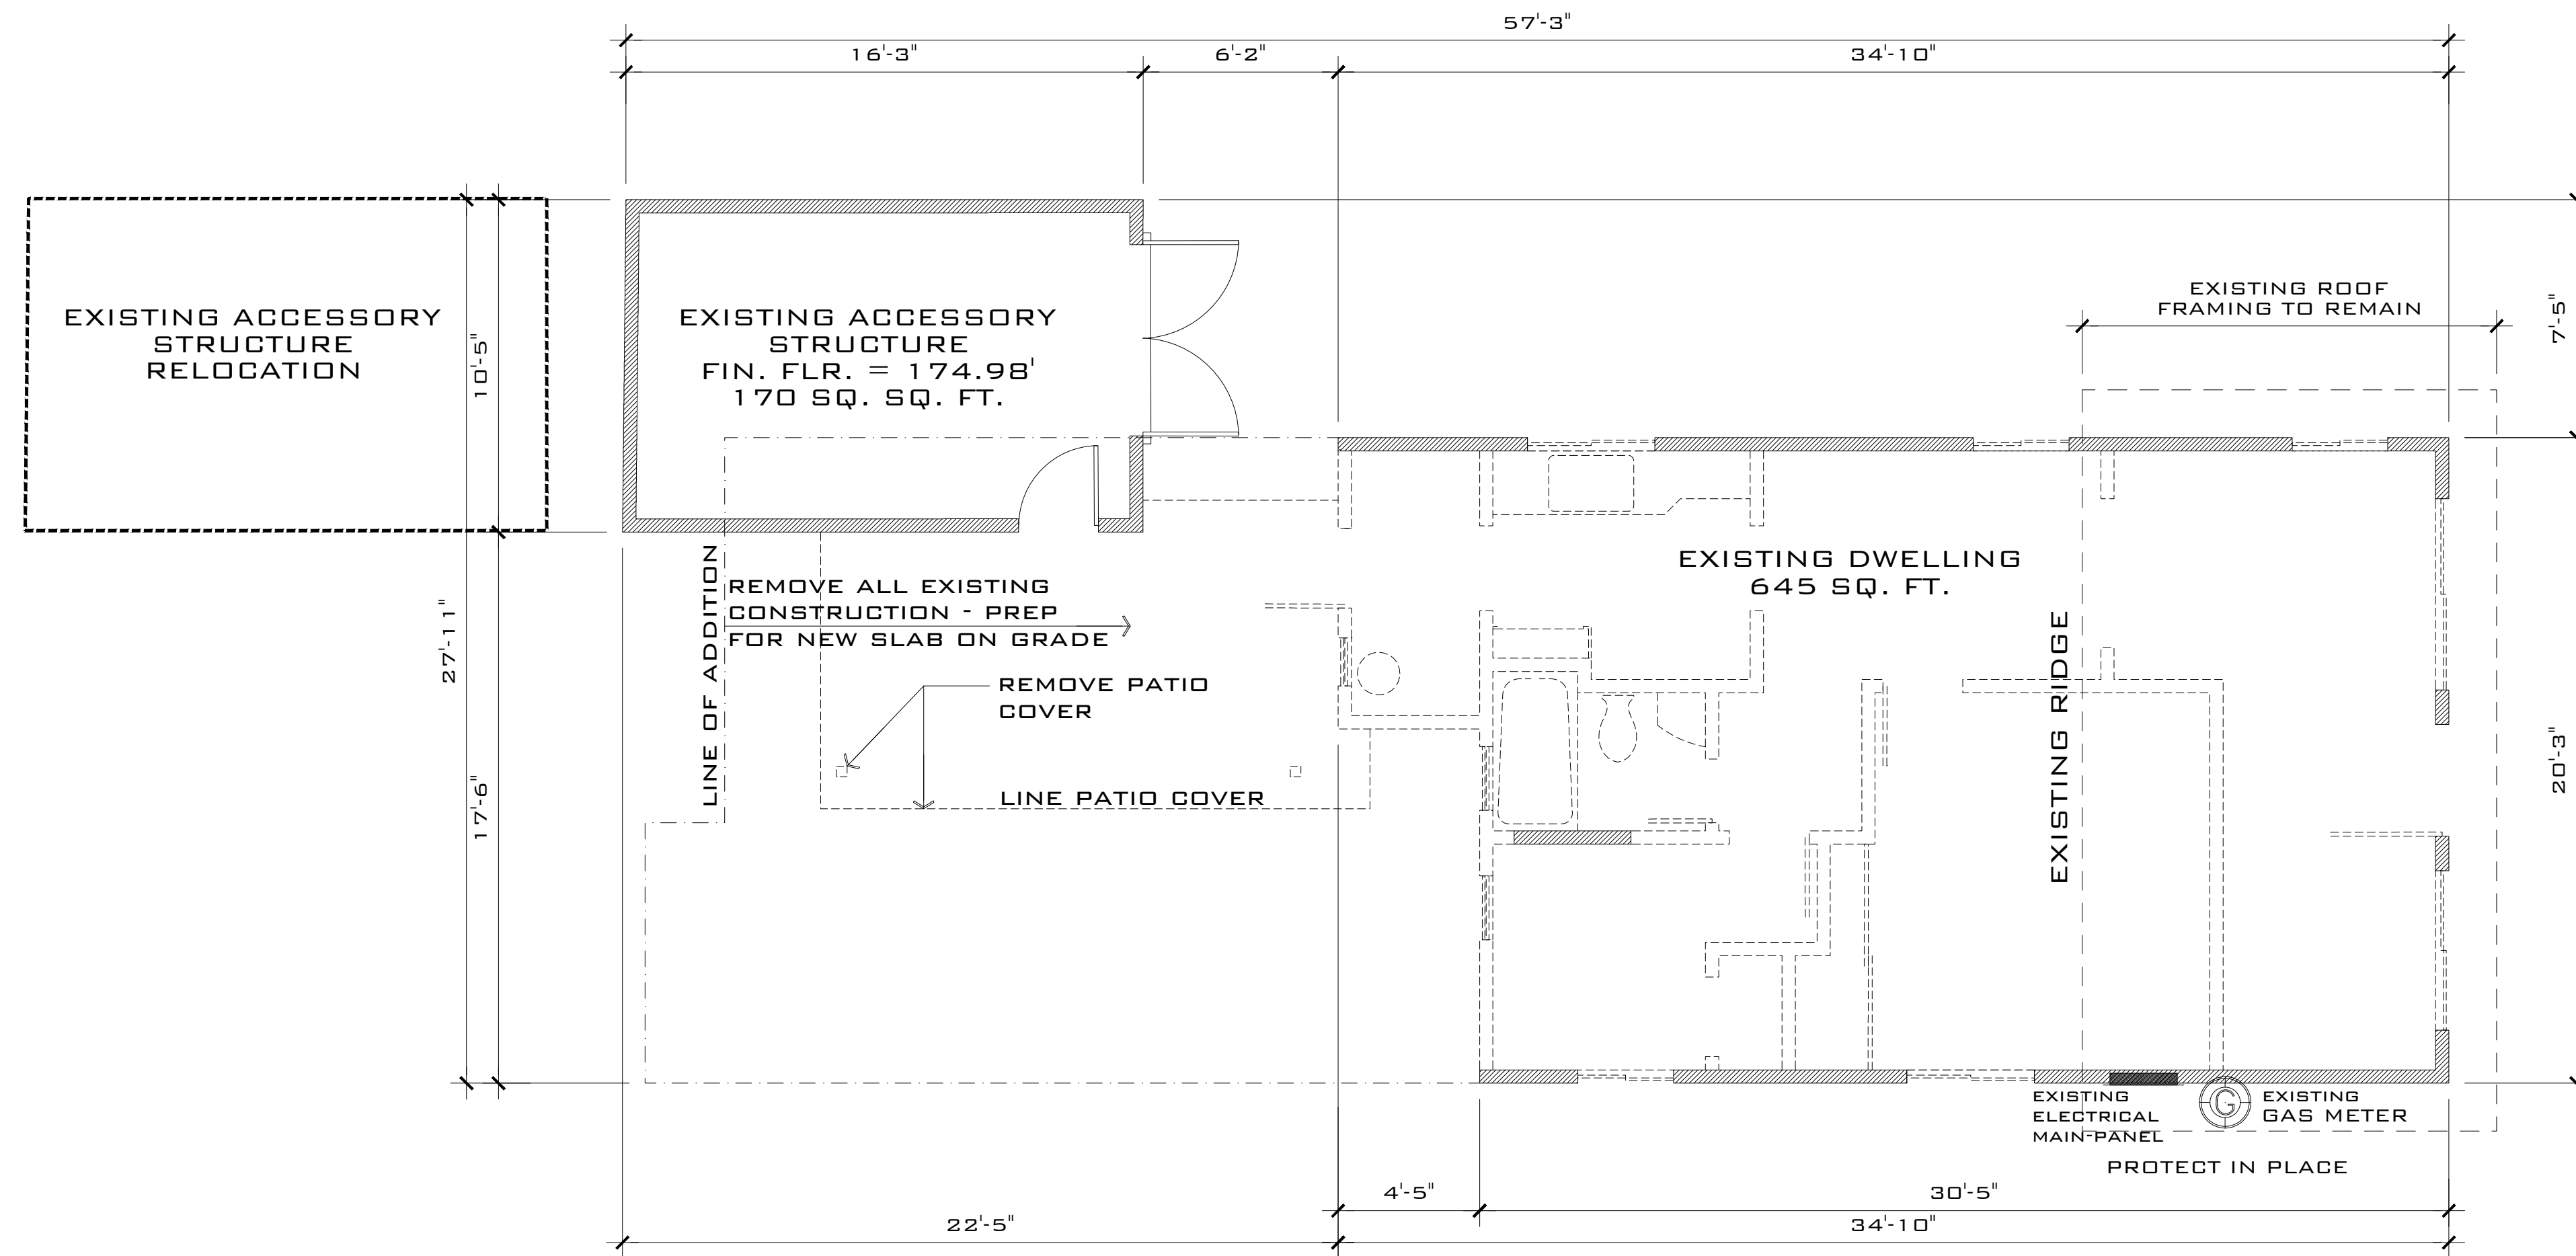 57'-3"
16'-3"
6'-2"
34'-10"
EXISTING ROOF
FRAMING TO REMAIN
7'-5"
EXISTING ACCESSORY
STRUCTURE
RELOCATION
10'-5"
EXISTING ACCESSORY
STRUCTURE
FIN. FLR. = 174.98'
170 SQ. SQ. FT.
EXISTING DWELLING
645 SQ. FT.
LINE OF ADDITION
REMOVE ALL EXISTING
CONSTRUCTION - PREP
FOR NEW SLAB ON GRADE
27'-11"
REMOVE PATIO
COVER
EXISTING RIDGE
20'-3"
17'-6"
LINE PATIO COVER
EXISTING
ELECTRICAL
MAIN-PANEL
G
EXISTING
GAS METER
PROTECT IN PLACE
4'-5"
30'-5"
22'-5"
34'-10"